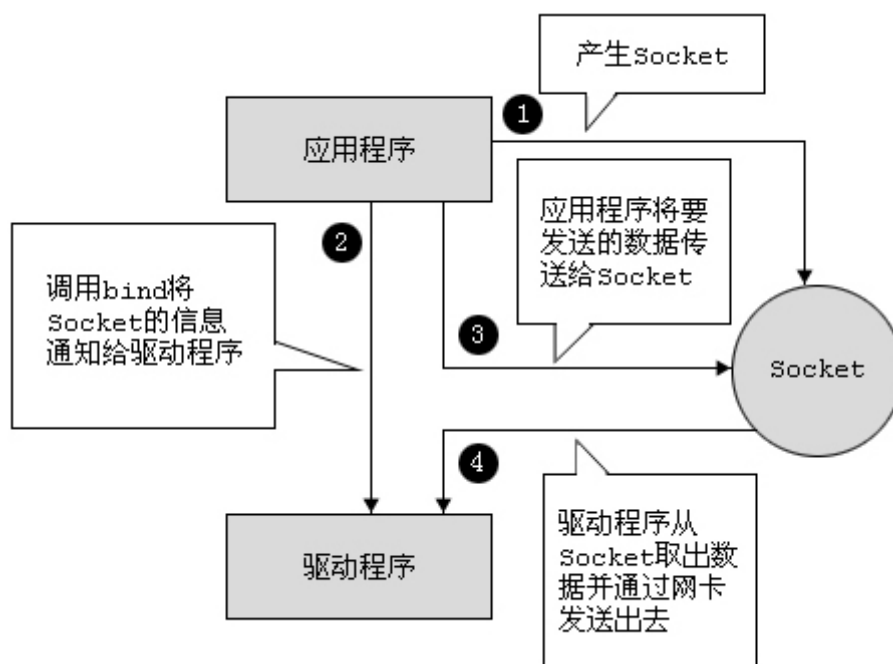 产生Socket
1
应用程序
应用程序将要
发送的数据传
送给Socket
2
调用bind将
Socket的信息
通知给驱动程序
3
Socket
4
驱动程序从
Socket取出数
据并通过网卡
发送出去
驱动程序